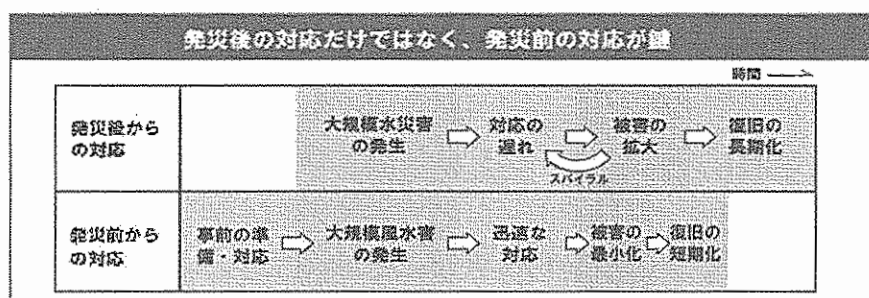 発災後の対応だけではなく、発災前の対応が鍵
時間
発災後から
の対応
大規模水災害
の発生
対応の
遅れ
被害の
拡大
復旧の
長期化
スパイラル
発災前から
の対応
事前の準
備・対応
大規模風水害
の発生
迅速な
対応
被害の
最小化
復旧の
短期化